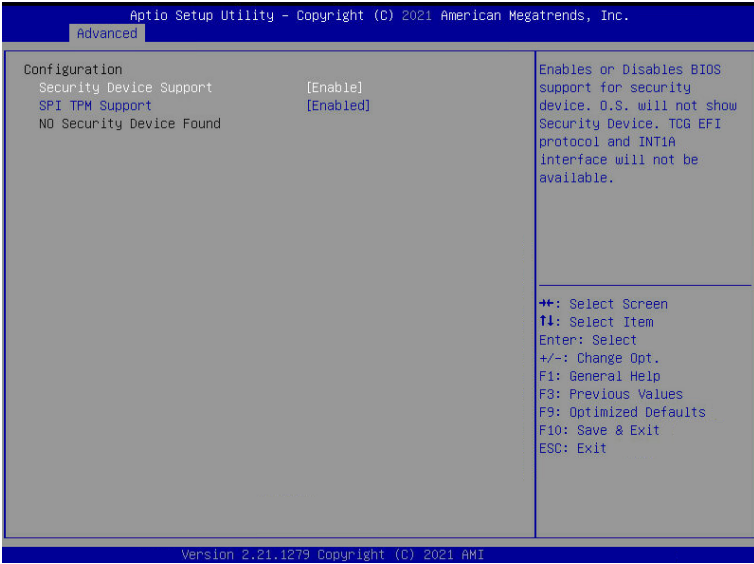 Aptio Setup Utility – Copyright (C) 2021 American Megatrends, Inc.
Advanced
Configuration
Security Device Support [Enable]
SPI TPM Support [Enabled]
NO Security Device Found
Enables or Disables BIOS
support for security
device. O.S. will not show
Security Device. TCG EFI
protocol and INT1A
interface will not be
available.
→←: Select Screen
↑↓: Select Item
Enter: Select
+/-: Change Opt.
F1: General Help
F3: Previous Values
F9: Optimized Defaults
F10: Save & Exit
ESC: Exit
Version 2.21.1279 Copyright (C) 2021 AMI